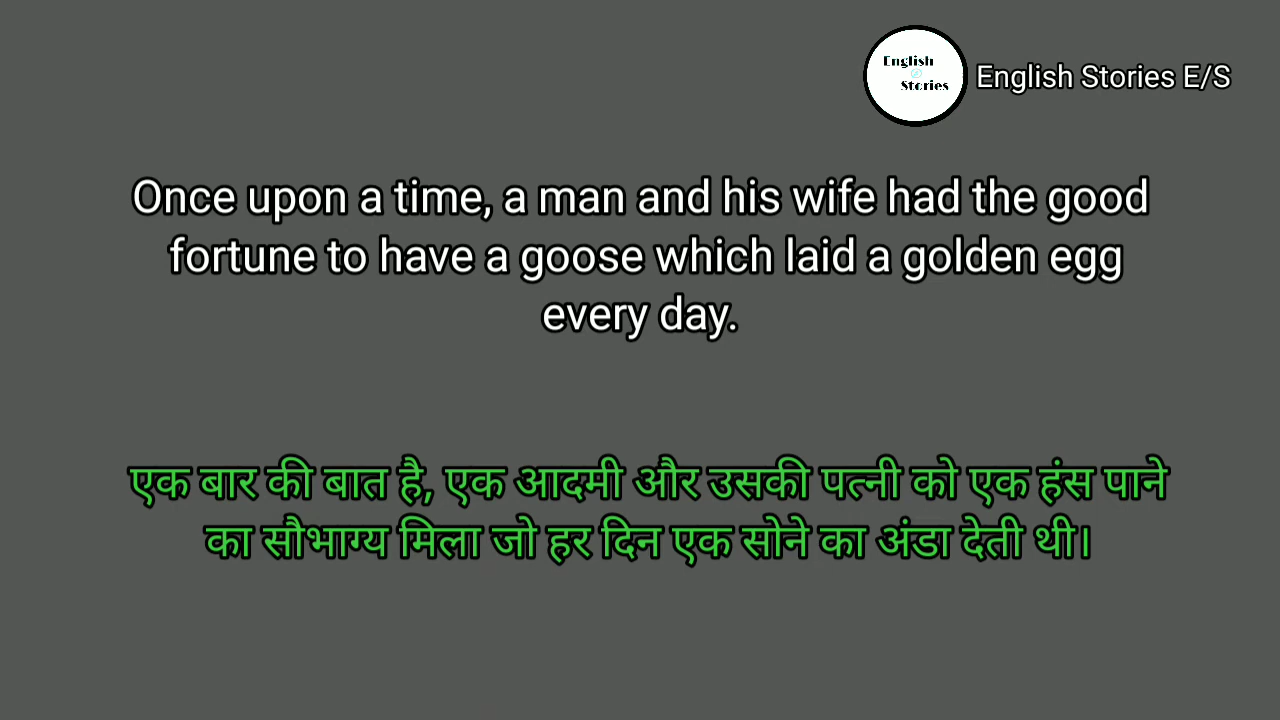 English
Stories
English Stories E/S
Once upon a time, a man and his wife had the good
fortune to have a goose which laid a golden egg
every day.
एक बार की बात है, एक आदमी और उसकी पत्नी को एक हंस पाने
का सौभाग्य मिला जो हर दिन एक सोने का अंडा देती थी।